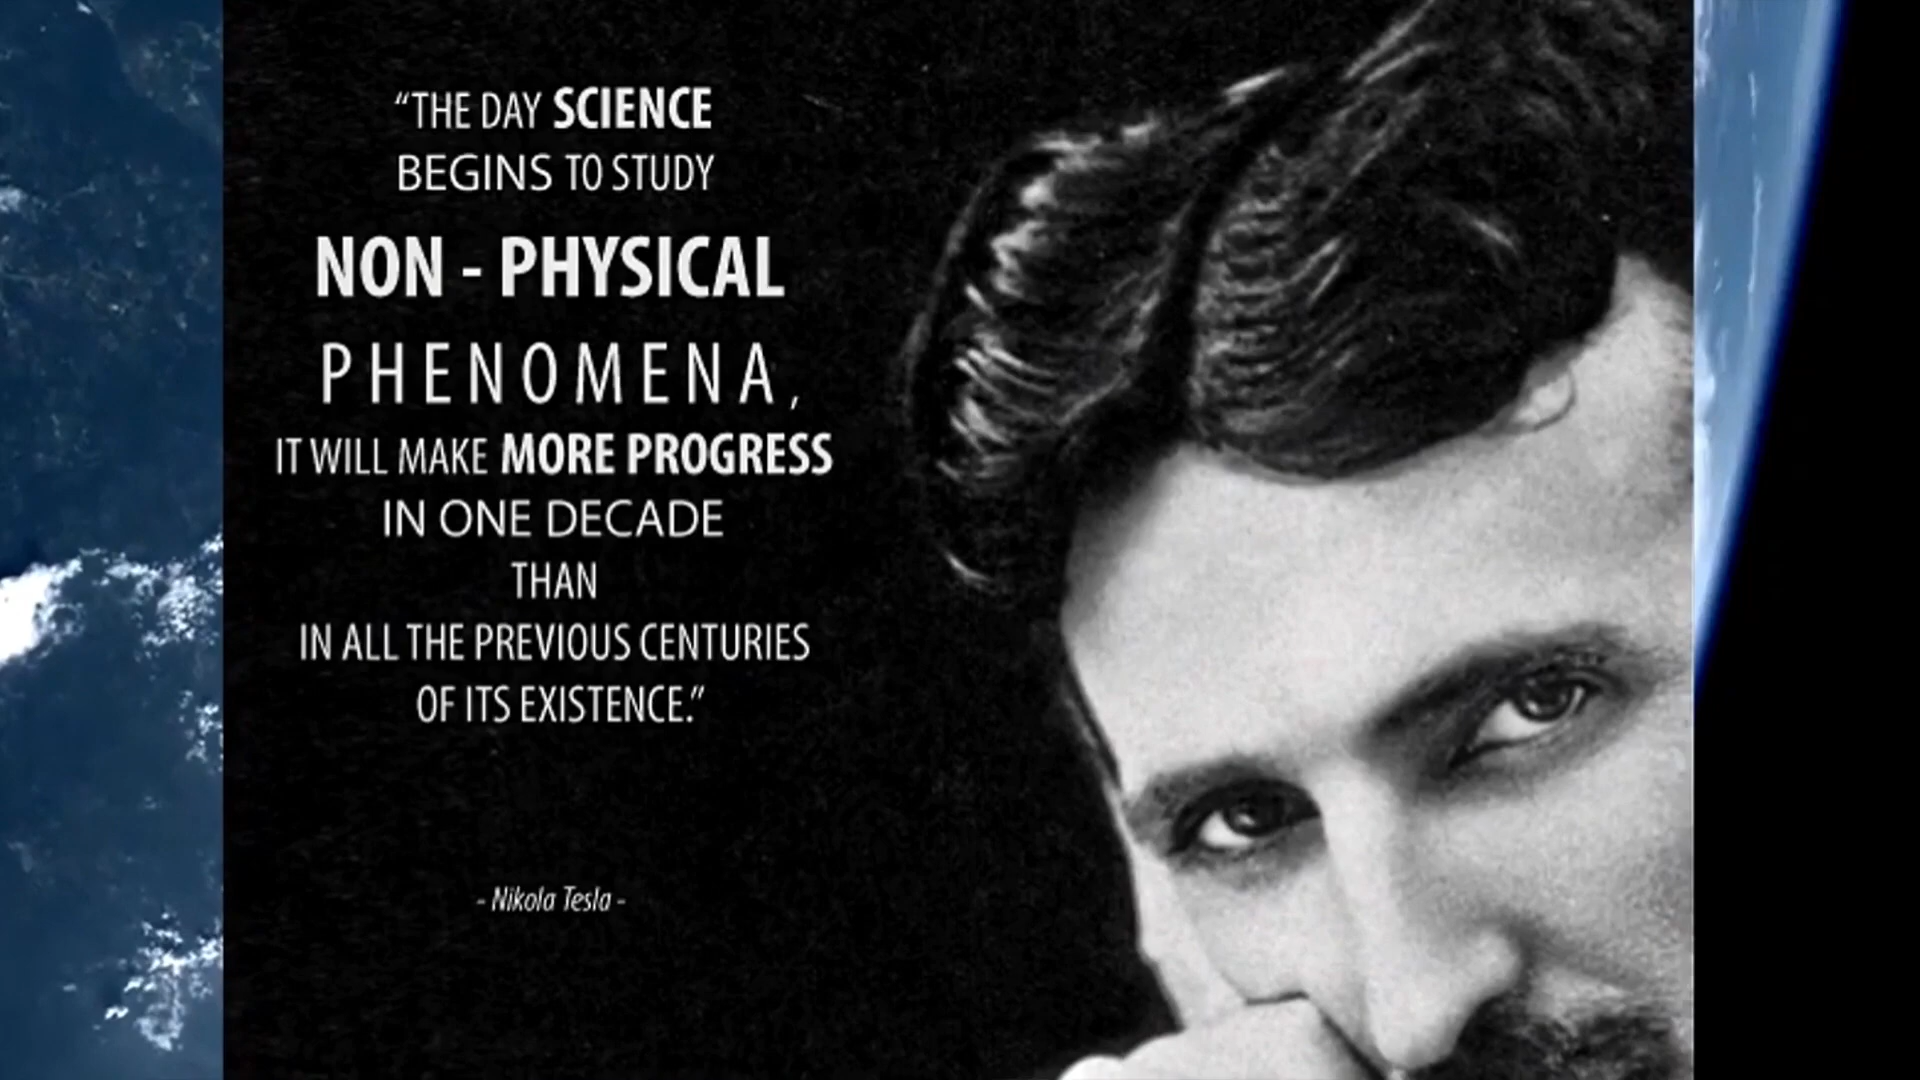 “THE DAY SCIENCE
BEGINS TO STUDY
NON - PHYSICAL
PHENOMENA,
IT WILL MAKE MORE PROGRESS
IN ONE DECADE
THAN
IN ALL THE PREVIOUS CENTURIES
OF ITS EXISTENCE.”
- Nikola Tesla -